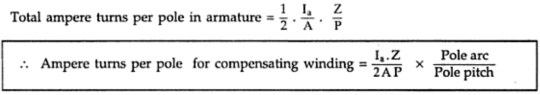 Total ampere turns per pole in armature = 1/2 · Iₐ/A · Z/P
∴ Ampere turns per pole for compensating winding = Iₐ.Z/2AP × Pole arc/Pole pitch